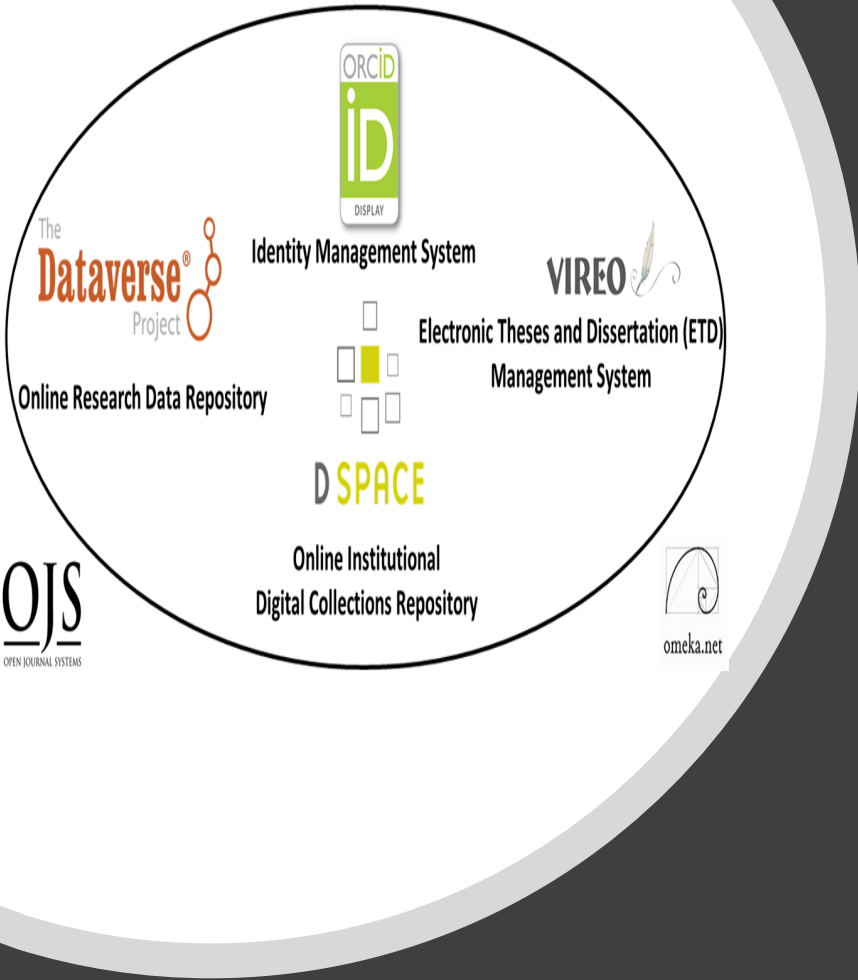 ORCiD
iD
DISPLAY
Identity Management System
The
Dataverse®
Project
Online Research Data Repository
VIREO
Electronic Theses and Dissertation (ETD)
Management System
D SPACE
Online Institutional
Digital Collections Repository
OJS
OPEN JOURNAL SYSTEMS
omeka.net